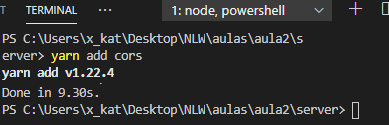 TERMINAL ... 1: node, powershell
PS C:\Users\x_kat\Desktop\NLW\aulas\aula2\s
erver> yarn add cors
yarn add v1.22.4
Done in 9.30s.
PS C:\Users\x_kat\Desktop\NLW\aulas\aula2\server>